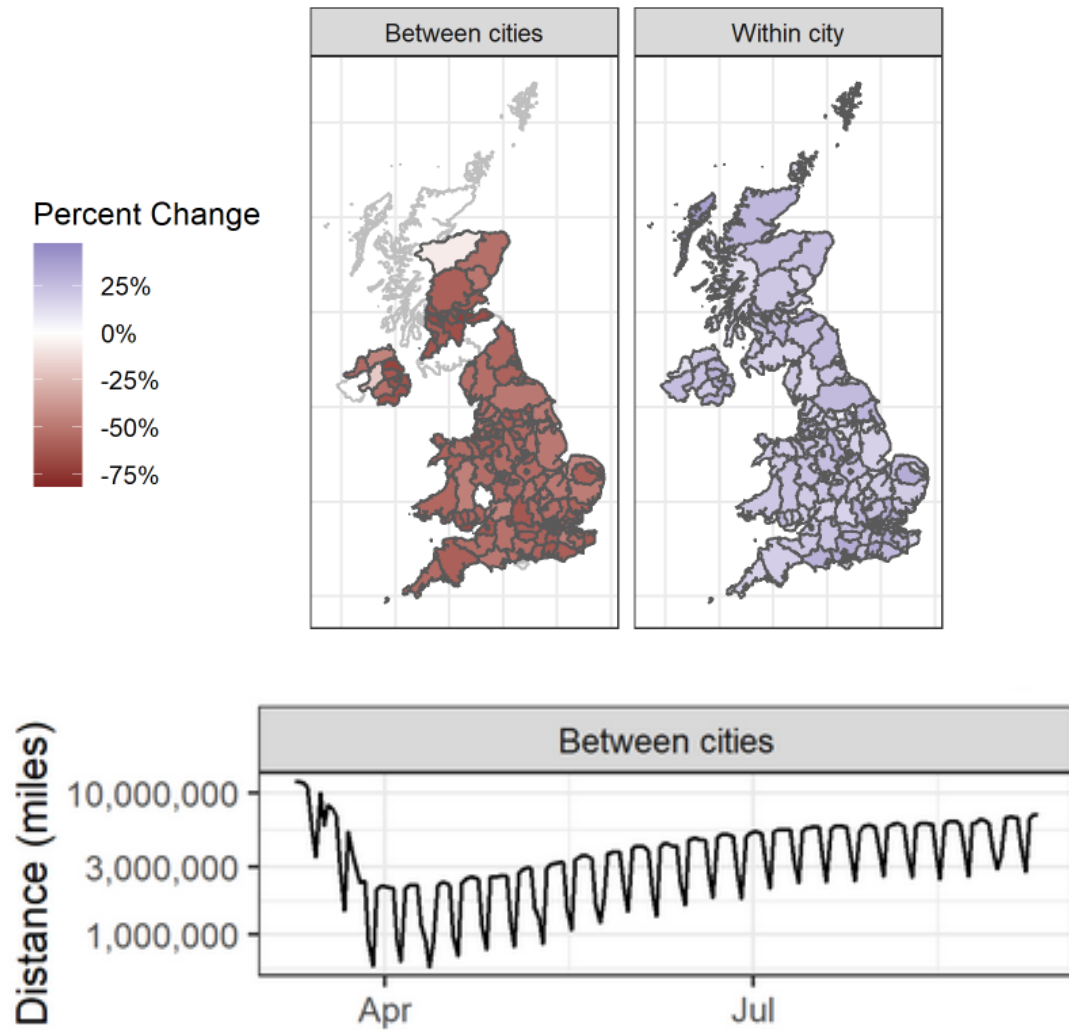 Between cities
Within city
Percent Change
25%
0%
-25%
-50%
-75%
Between cities
Distance (miles)
10,000,000
3,000,000
1,000,000
Apr
Jul